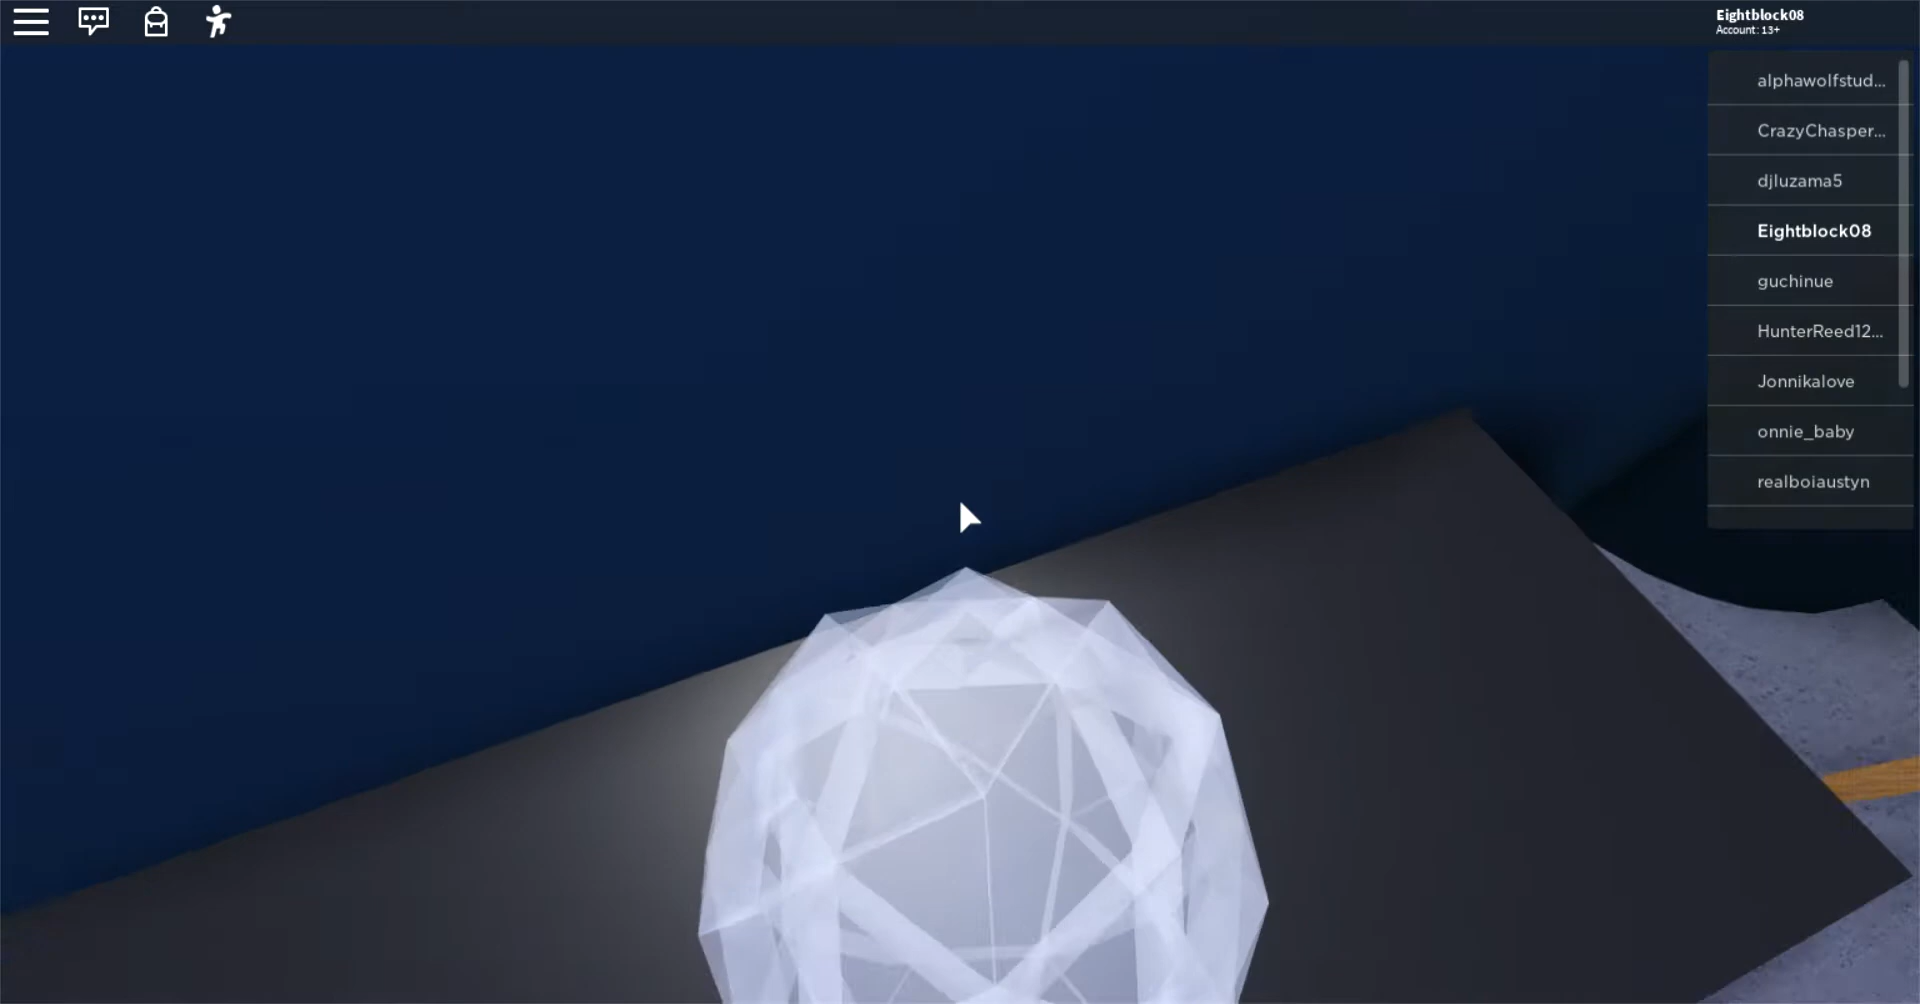 Eightblock08
Account: 13+
alphawolfstud...
CrazyChasper...
djluzama5
Eightblock08
guchinue
HunterReed12...
Jonnikalove
onnie_baby
realboiaustyn